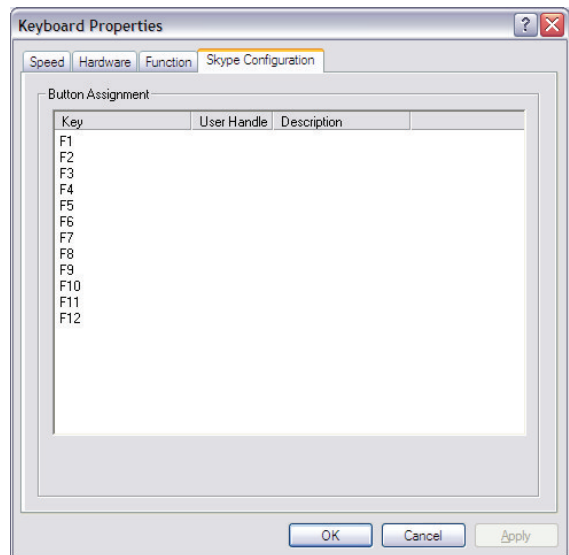 Keyboard Properties
Speed Hardware Function Skype Configuration
Button Assignment
Key User Handle Description
F1
F2
F3
F4
F5
F6
F7
F8
F9
F10
F11
F12
OK Cancel Apply